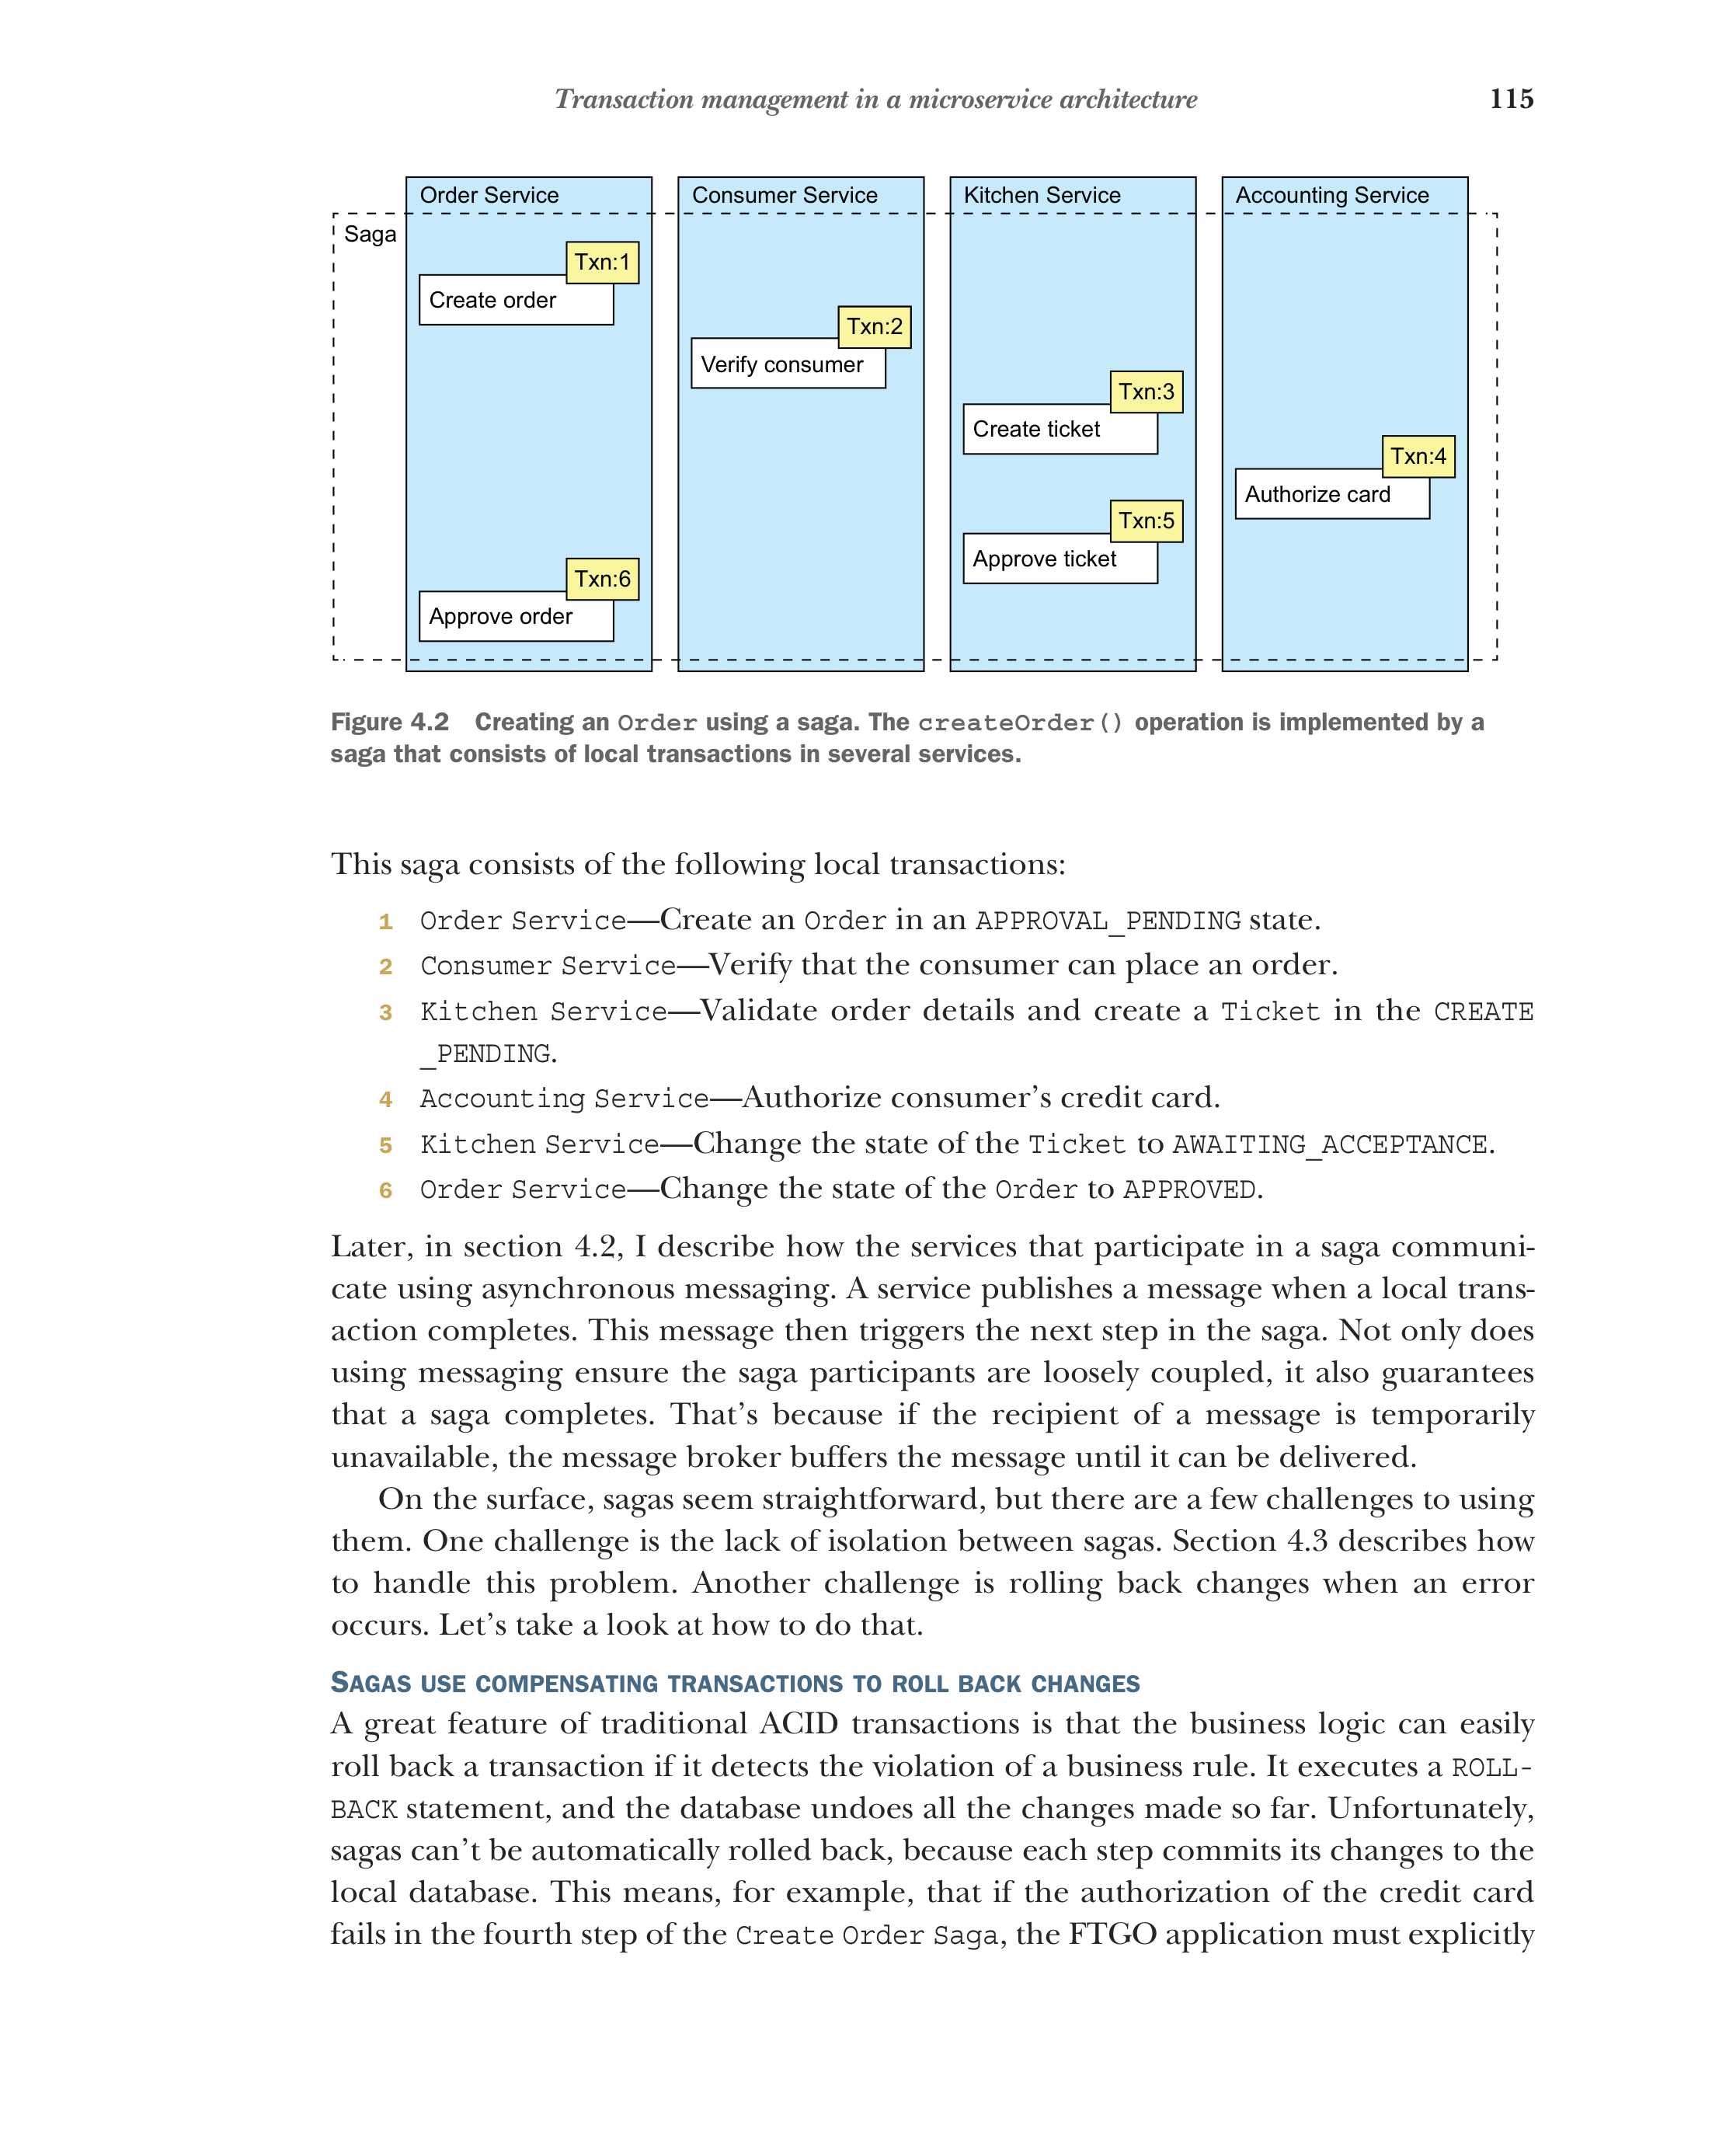 Transaction management in a microservice architecture 115
Order Service Consumer Service Kitchen Service Accounting Service
Saga
Txn:1
Create order
Txn:2
Verify consumer
Txn:3
Create ticket
Txn:4
Authorize card
Txn:5
Approve ticket
Txn:6
Approve order
Figure 4.2 Creating an Order using a saga. The createOrder() operation is implemented by a
saga that consists of local transactions in several services.
This saga consists of the following local transactions:
1 Order Service—Create an Order in an APPROVAL_PENDING state.
2 Consumer Service—Verify that the consumer can place an order.
3 Kitchen Service—Validate order details and create a Ticket in the CREATE
_PENDING.
4 Accounting Service—Authorize consumer's credit card.
5 Kitchen Service—Change the state of the Ticket to AWAITING_ACCEPTANCE.
6 Order Service—Change the state of the Order to APPROVED.
Later, in section 4.2, I describe how the services that participate in a saga communi-
cate using asynchronous messaging. A service publishes a message when a local trans-
action completes. This message then triggers the next step in the saga. Not only does
using messaging ensure the saga participants are loosely coupled, it also guarantees
that a saga completes. That's because if the recipient of a message is temporarily
unavailable, the message broker buffers the message until it can be delivered.
On the surface, sagas seem straightforward, but there are a few challenges to using
them. One challenge is the lack of isolation between sagas. Section 4.3 describes how
to handle this problem. Another challenge is rolling back changes when an error
occurs. Let's take a look at how to do that.
SAGAS USE COMPENSATING TRANSACTIONS TO ROLL BACK CHANGES
A great feature of traditional ACID transactions is that the business logic can easily
roll back a transaction if it detects the violation of a business rule. It executes a ROLL-
BACK statement, and the database undoes all the changes made so far. Unfortunately,
sagas can't be automatically rolled back, because each step commits its changes to the
local database. This means, for example, that if the authorization of the credit card
fails in the fourth step of the Create Order Saga, the FTGO application must explicitly